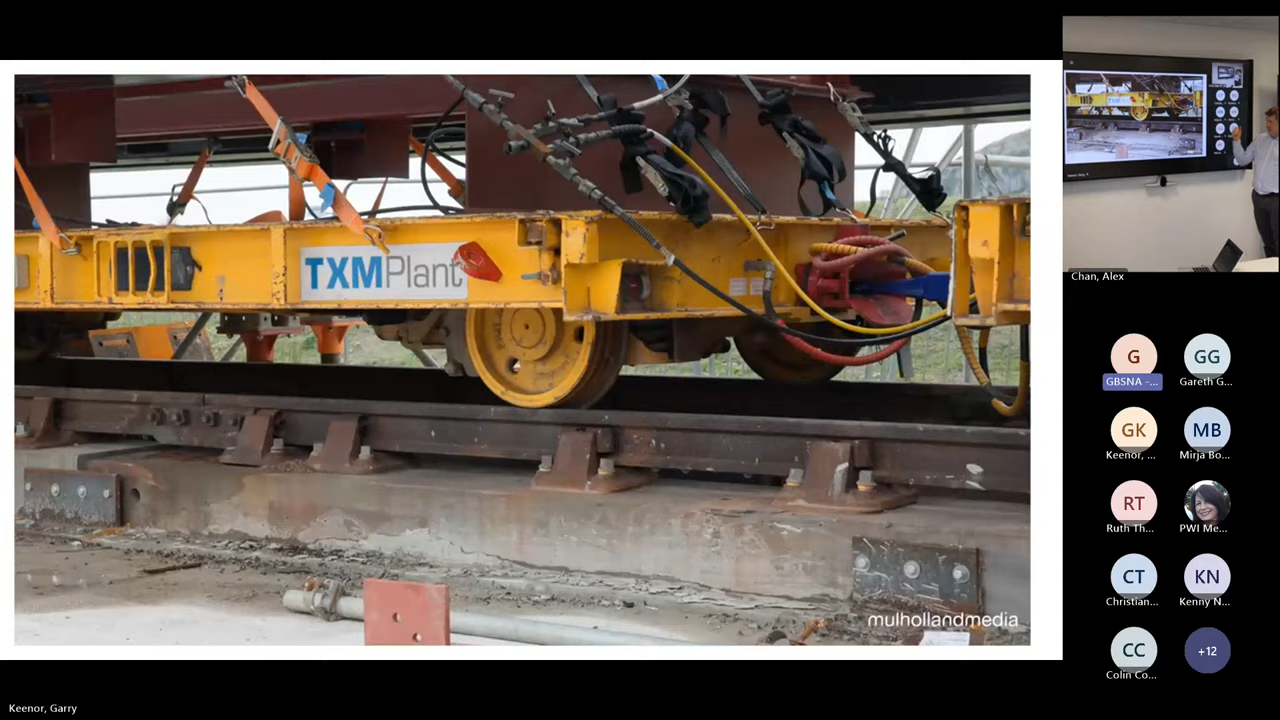 TXMPlant
mulhollandmedia
Keenor, Garry
Chan, Alex
G
GBSNA -...
GG
Gareth G...
GK
Keenor, ...
MB
Mirja Bo...
RT
Ruth Th...
PWI Me...
CT
Christian...
KN
Kenny N...
CC
Colin Co...
+12